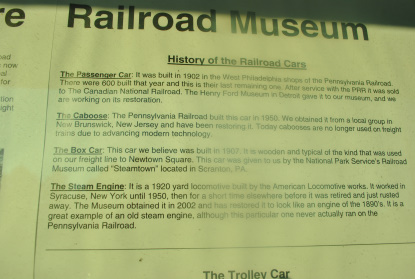 re Railroad Museum
History of the Railroad Cars
The Passenger Car: It was built in 1902 in the West Philadelphia shops of the Pennsylvania Railroad.
There were 600 built that year and this is their last remaining one. After service with the PRR it was sold
to The Canadian National Railroad. The Henry Ford Museum in Detroit gave it to our museum, and we
are working on its restoration.
The Caboose: The Pennsylvania Railroad built this car in 1950. We obtained it from a local group in
New Brunswick, New Jersey and have been restoring it. Today cabooses are no longer used on freight
trains due to advancing modern technology.
The Box Car: This car we believe was built in 1907. It is wooden and typical of the kind that was used
on our freight line to Newtown Square. This car was given to us by the National Park Service's Railroad
Museum called "Steamtown" located in Scranton, PA.
The Steam Engine: It is a 1920 yard locomotive built by the American Locomotive works. It worked in
Syracuse, New York until 1950, then for a short time elsewhere before it was retired and just rusted
away. The Museum obtained it in 2002 and has restored it to look like an engine of the 1890's. It is a
great example of an old steam engine, although this particular one never actually ran on the
Pennsylvania Railroad.
The Trolley Car